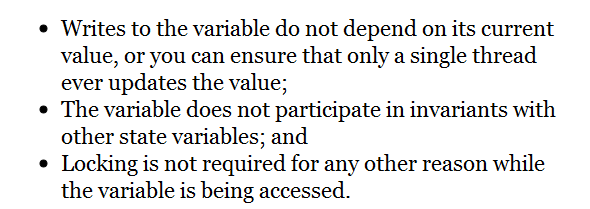 • Writes to the variable do not depend on its current
value, or you can ensure that only a single thread
ever updates the value;
• The variable does not participate in invariants with
other state variables; and
• Locking is not required for any other reason while
the variable is being accessed.